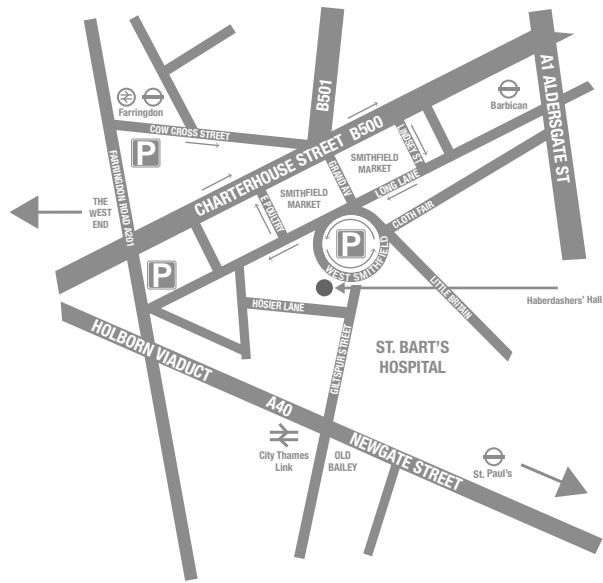 B501
A1 ALDERSGATE ST
Farringdon
Barbican
COW CROSS STREET
P
CHARTERHOUSE STREET B500
LINDSEY ST
SMITHFIELD
MARKET
GRAND AV
LONG LANE
FARRINGDON ROAD A201
THE
WEST
END
SMITHFIELD
MARKET
E POULTRY
CLOTH FAIR
P
WEST SMITHFIELD
P
LITTLE BRITAIN
HOSIER LANE
Haberdashers' Hall
GILTSPUR STREET
ST. BART'S
HOSPITAL
HOLBORN VIADUCT
A40
NEWGATE STREET
City Thames
Link
OLD
BAILEY
St. Paul's